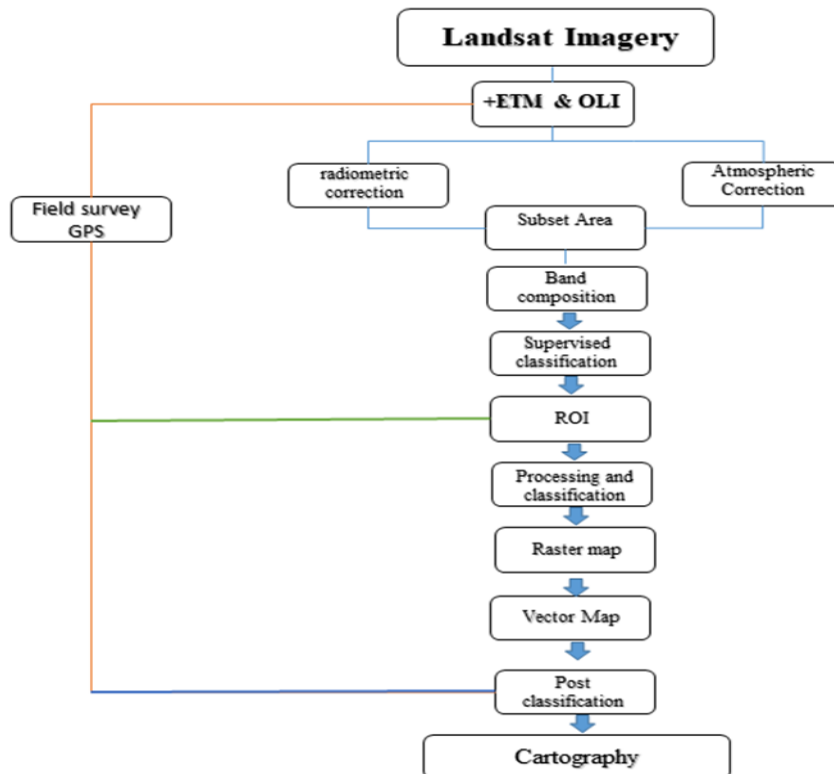 Landsat Imagery
+ETM & OLI
radiometric
correction
Atmospheric
Correction
Field survey
GPS
Subset Area
Band
composition
Supervised
classification
ROI
Processing and
classification
Raster map
Vector Map
Post
classification
Cartography